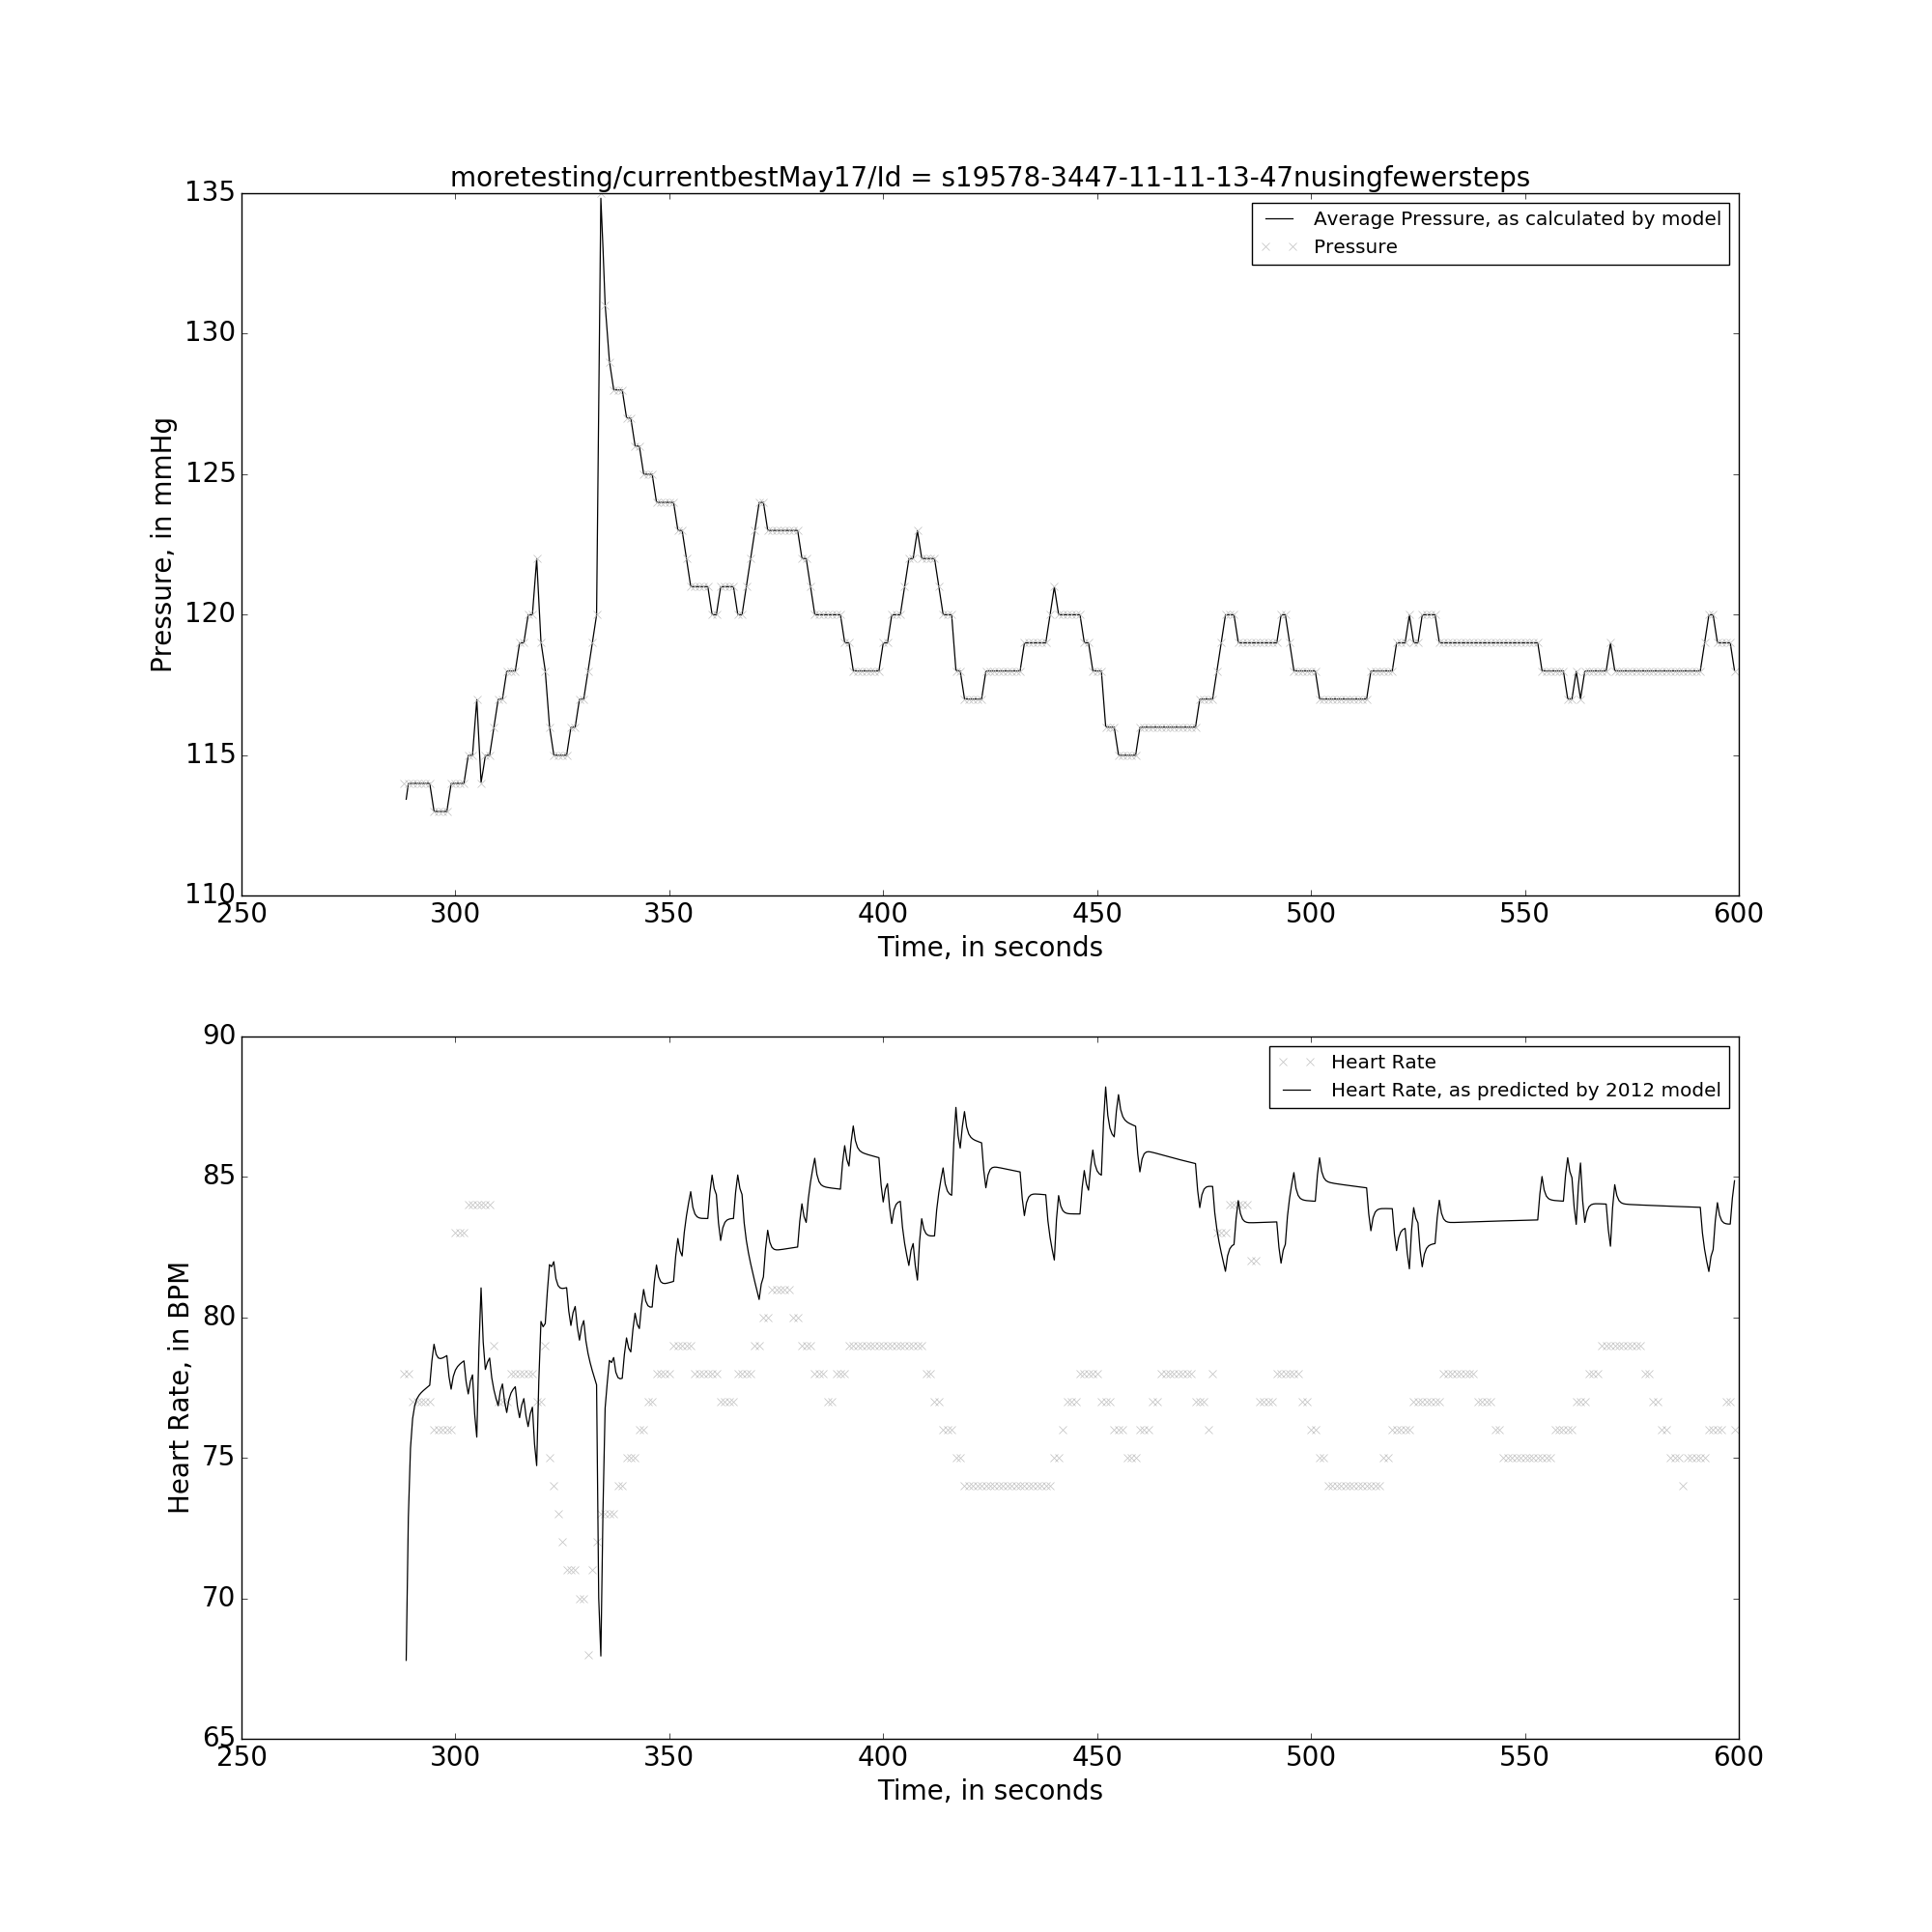 moretesting/currentbestMay17/Id = s19578-3447-11-11-13-47nusingfewersteps
135
130
125
120
115
110
Pressure, in mmHg
Average Pressure, as calculated by model
Pressure
250 300 350 400 450 500 550 600
Time, in seconds
90
85
80
75
70
65
Heart Rate, in BPM
Heart Rate
Heart Rate, as predicted by 2012 model
250 300 350 400 450 500 550 600
Time, in seconds